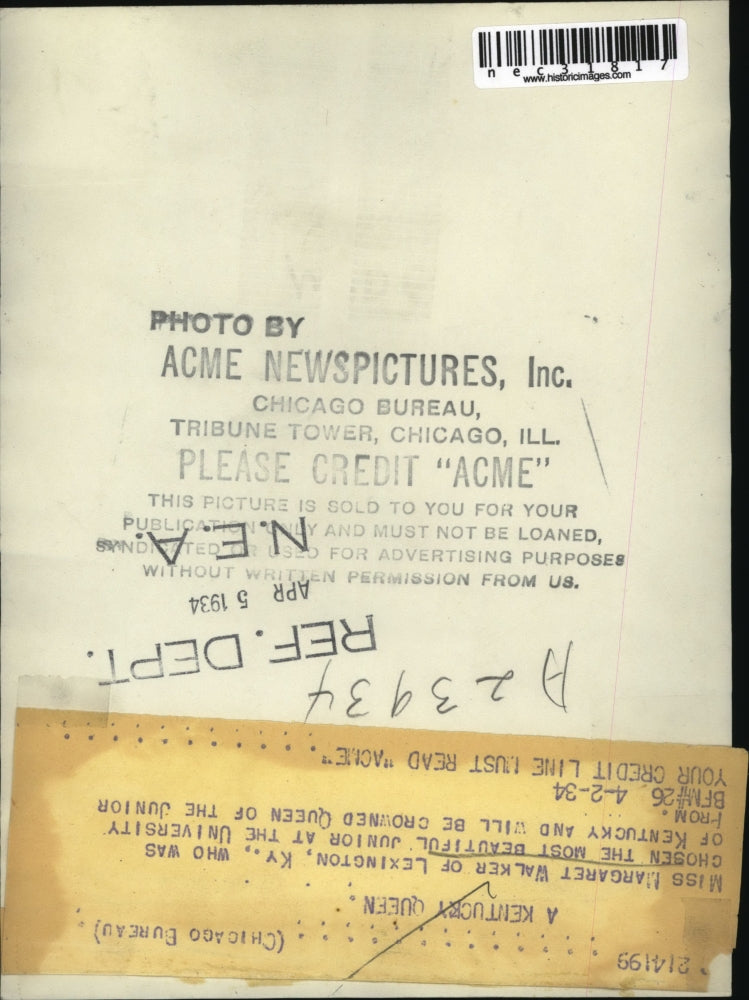 nec31817
www.historicimages.com
PHOTO BY
ACME NEWSPICTURES, Inc.
CHICAGO BUREAU,
TRIBUNE TOWER, CHICAGO, ILL.
PLEASE CREDIT "ACME"
THIS PICTURE IS SOLD TO YOU FOR YOUR
PUBLICATION ONLY AND MUST NOT BE LOANED,
SYNDICATED OR USED FOR ADVERTISING PURPOSES
WITHOUT WRITTEN PERMISSION FROM US.
N.E.A.
APR 5 1934
REF. DEPT.
214199
(CHICAGO BUREAU)
A KENTUCKY QUEEN.
MISS MARGARET WALKER OF LEXINGTON, KY., WHO WAS
CHOSEN THE MOST BEAUTIFUL JUNIOR AT THE UNIVERSITY
OF KENTUCKY AND WILL BE CROWNED QUEEN OF THE JUNIOR
PROM.
BFM#26 4-2-34
YOUR CREDIT LINE MUST READ "ACME"